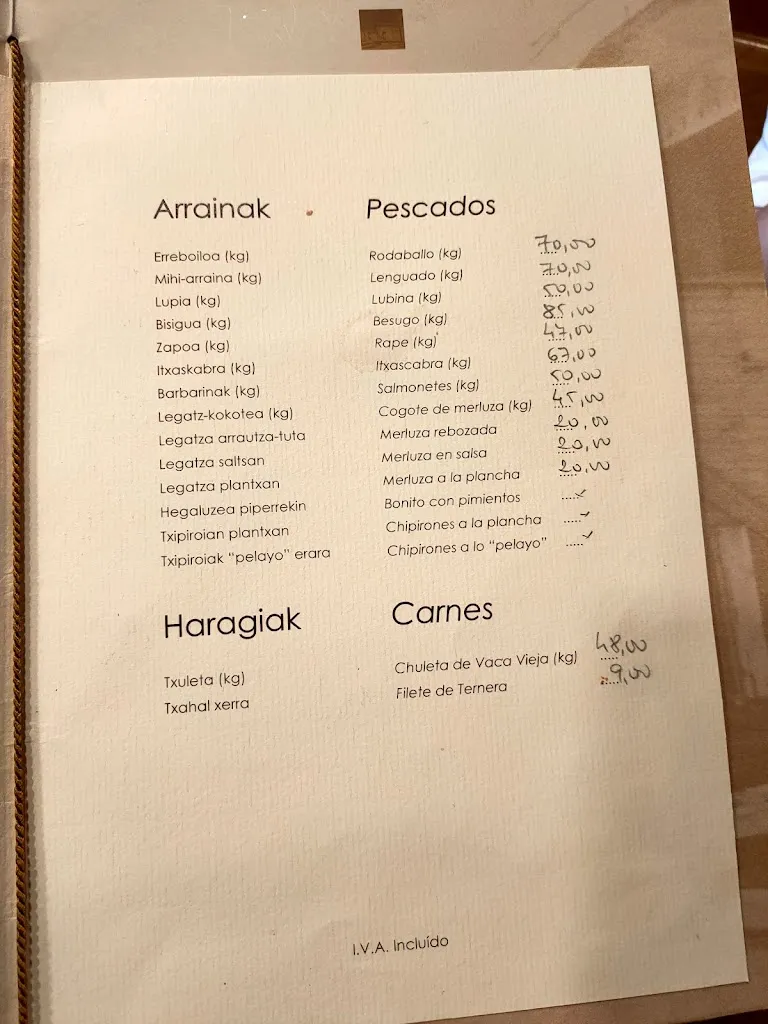 Arrainak Pescados
Erreboiloa (kg) Rodaballo (kg) 70,00
Mihi-arraina (kg) Lenguado (kg) 70,00
Lupia (kg) Lubina (kg) 50,00
Bisigua (kg) Besugo (kg) 85,00
Zapoa (kg) Rape (kg) 47,00
Itxaskabra (kg) Itxascabra (kg) 67,00
Barbarinak (kg) Salmonetes (kg) 50,00
Legatz-kokotea (kg) Cogote de merluza (kg) 45,00
Legatza arrautza-tuta Merluza rebozada 20,00
Legatza saltsan Merluza en salsa 20,00
Legatza plantxan Merluza a la plancha 20,00
Hegaluzea piperrekin Bonito con pimientos .....
Txipiroian plantxan Chipirones a la plancha .....
Txipiroiak “pelayo” erara Chipirones a lo “pelayo” .....
Haragiak Carnes
Txuleta (kg) Chuleta de Vaca Vieja (kg) 48,00
Txahal xerra Filete de Ternera 9,00
I.V.A. Incluído